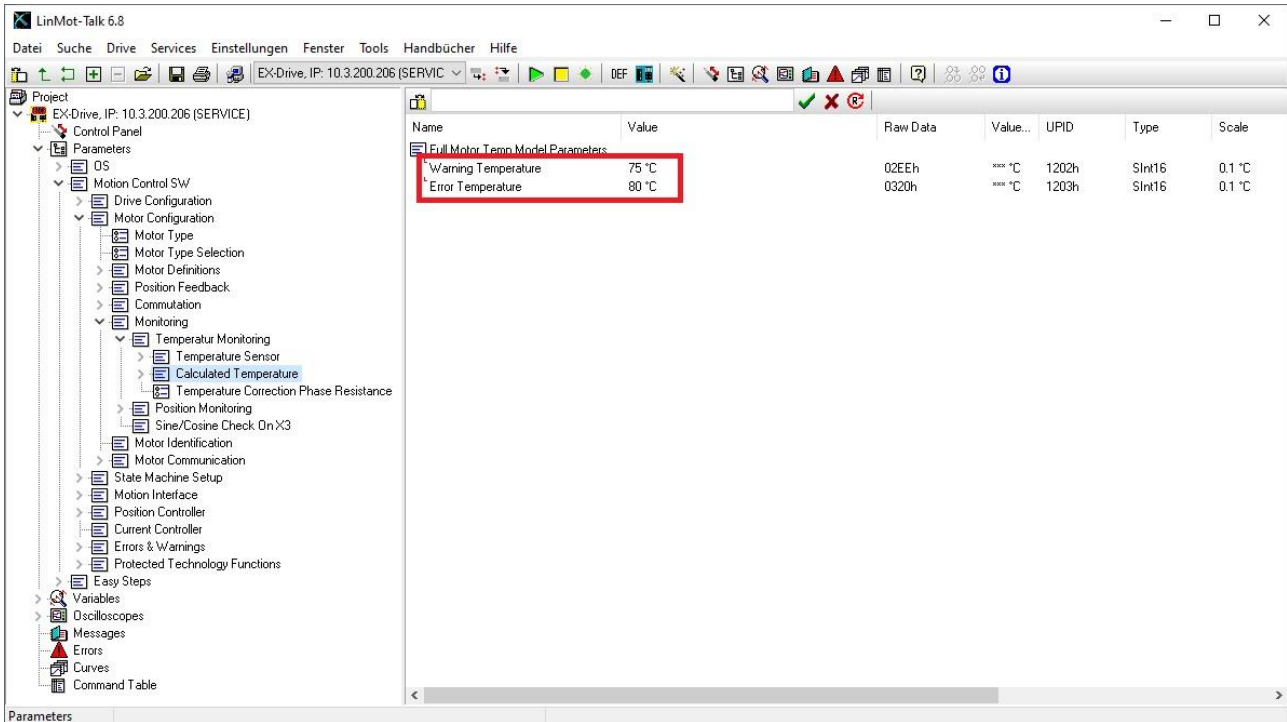 LinMot-Talk 6.8
Datei Suche Drive Services Einstellungen Fenster Tools Handbücher Hilfe
EX-Drive, IP: 10.3.200.206 (SERVIC DEF
Project
EX-Drive, IP: 10.3.200.206 (SERVICE)
Control Panel
Parameters
OS
Motion Control SW
Drive Configuration
Motor Configuration
Motor Type
Motor Type Selection
Motor Definitions
Position Feedback
Commutation
Monitoring
Temperatur Monitoring
Temperature Sensor
Calculated Temperature
Temperature Correction Phase Resistance
Position Monitoring
Sine/Cosine Check On X3
Motor Identification
Motor Communication
State Machine Setup
Motion Interface
Position Controller
Current Controller
Errors & Warnings
Protected Technology Functions
Easy Steps
Variables
Oscilloscopes
Messages
Errors
Curves
Command Table
Name Value Raw Data Value... UPID Type Scale
Full Motor Temp Model Parameters
Warning Temperature 75 °C 02EEh *** °C 1202h SInt16 0.1 °C
Error Temperature 80 °C 0320h *** °C 1203h SInt16 0.1 °C
Parameters